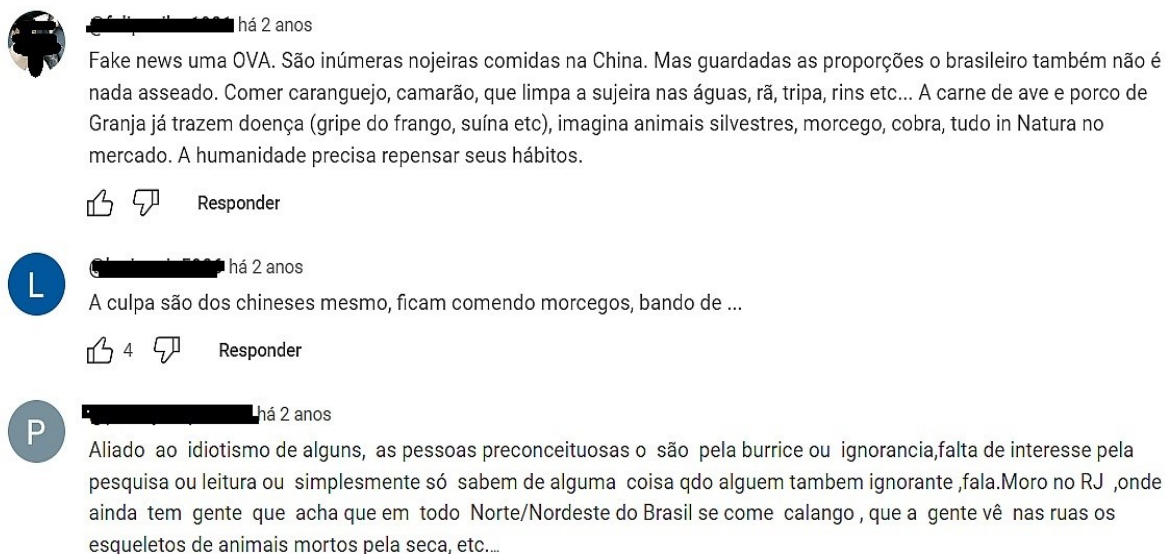 há 2 anos
Fake news uma OVA. São inúmeras nojeiras comidas na China. Mas guardadas as proporções o brasileiro também não é
nada asseado. Comer caranguejo, camarão, que limpa a sujeira nas águas, rã, tripa, rins etc... A carne de ave e porco de
Granja já trazem doença (gripe do frango, suína etc), imagina animais silvestres, morcego, cobra, tudo in Natura no
mercado. A humanidade precisa repensar seus hábitos.
Responder
L
há 2 anos
A culpa são dos chineses mesmo, ficam comendo morcegos, bando de ...
4 Responder
P
há 2 anos
Aliado ao idiotismo de alguns, as pessoas preconceituosas o são pela burrice ou ignorancia,falta de interesse pela
pesquisa ou leitura ou simplesmente só sabem de alguma coisa qdo alguem tambem ignorante ,fala.Moro no RJ ,onde
ainda tem gente que acha que em todo Norte/Nordeste do Brasil se come calango , que a gente vê nas ruas os
esqueletos de animais mortos pela seca, etc....